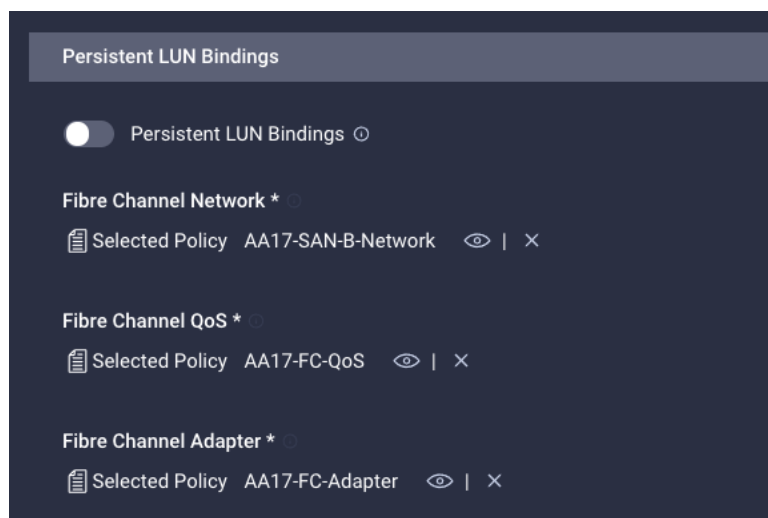 Persistent LUN Bindings
Persistent LUN Bindings
Fibre Channel Network *
Selected Policy AA17-SAN-B-Network |
Fibre Channel QoS *
Selected Policy AA17-FC-QoS |
Fibre Channel Adapter *
Selected Policy AA17-FC-Adapter |